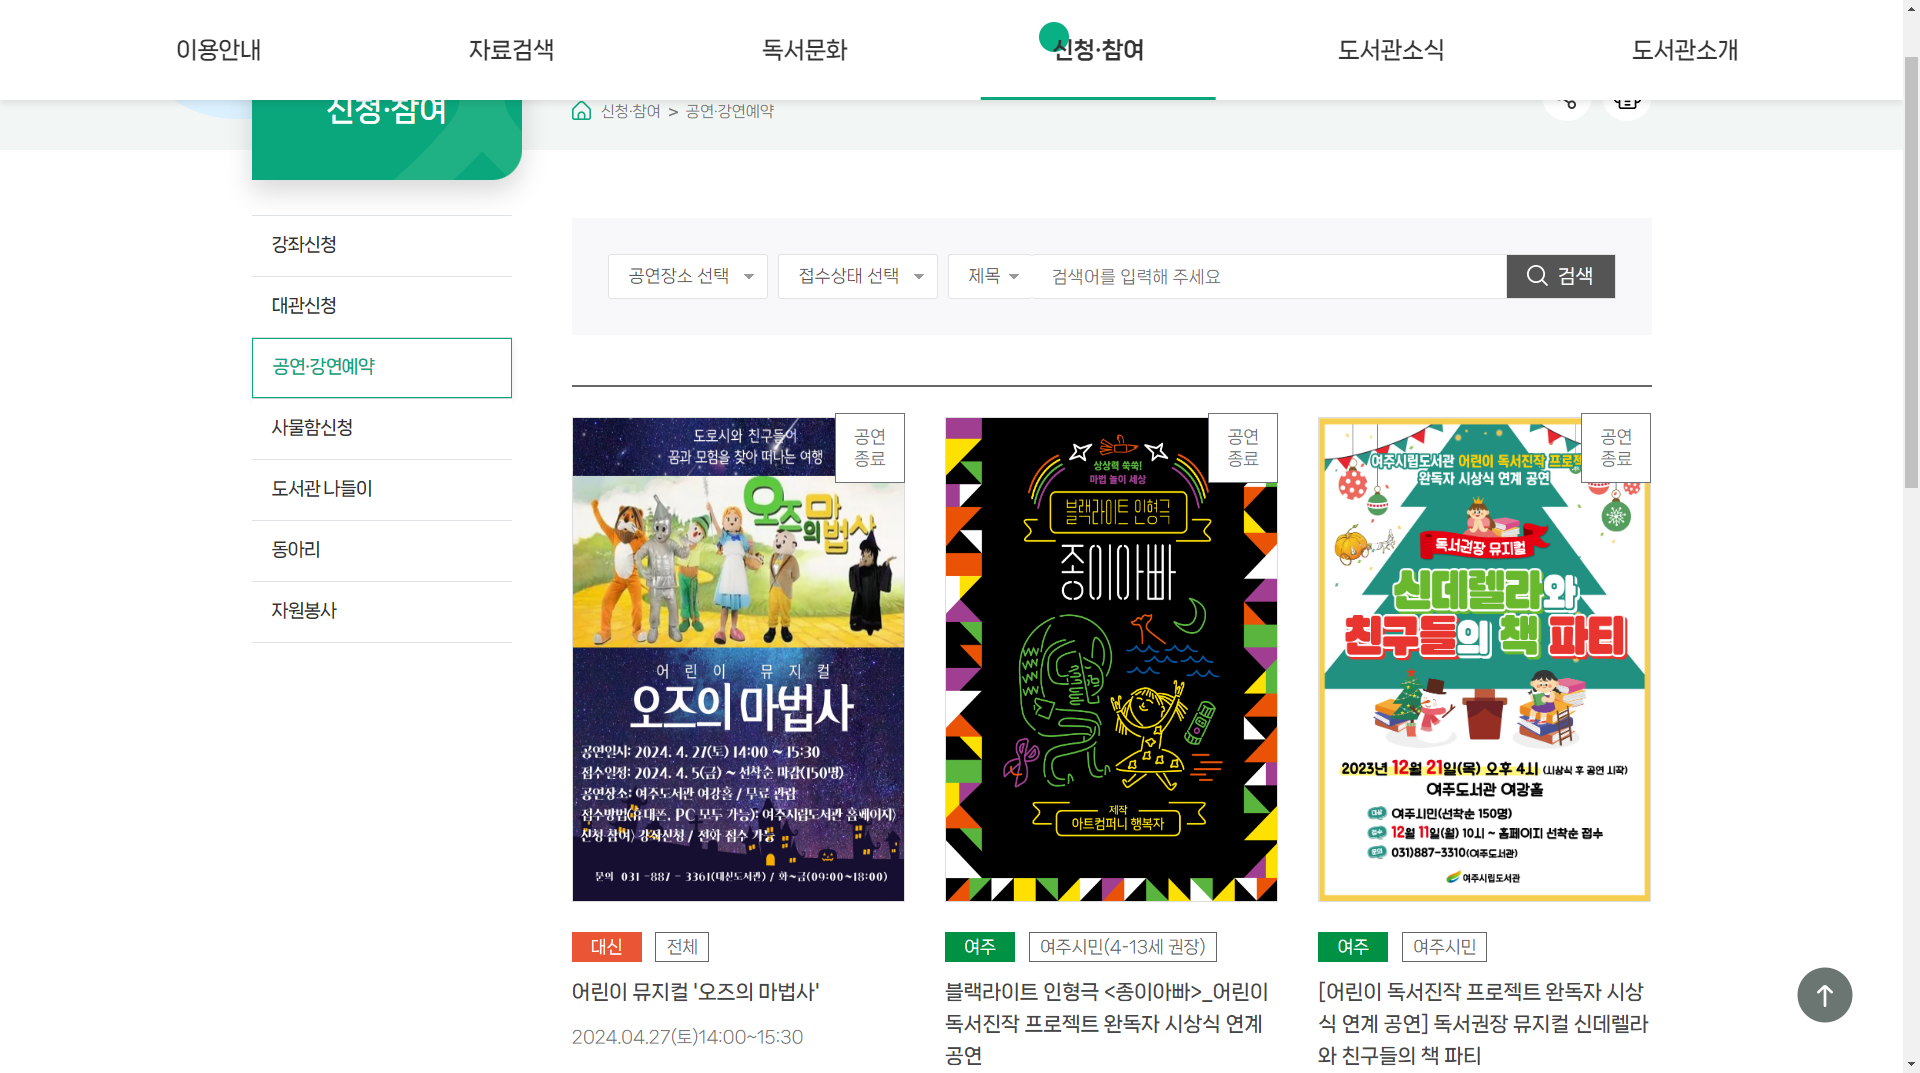 이용안내
자료검색
독서문화
신청·참여
도서관소식
도서관소개
신청·참여
신청·참여 > 공연·강연예약
강좌신청
대관신청
공연·강연예약
사물함신청
도서관 나들이
동아리
자원봉사
공연장소 선택
접수상태 선택
제목
검색어를 입력해 주세요
검색
도로시와 친구들이
꿈과 모험을 찾아 떠나는 여행
공연
종료
오즈의 마법사
어린이 뮤지컬
오즈의 마법사
공연일시: 2024. 4. 27(토) 14:00 ~ 15:30
접수일정: 2024. 4. 5(금) ~ 선착순 마감(150명)
공연장소: 여주도서관 여강홀 / 무료 관람
접수방법(휴대폰, PC 모두 가능): 여주시립도서관 홈페이지)
신청·참여) 강좌신청 / 전화 접수 가능
문의 031 -887 - 3361(대신도서관) / 화~금(09:00~18:00)
대신
전체
어린이 뮤지컬 '오즈의 마법사'
2024.04.27(토)14:00~15:30
공연
종료
상상력 쑥쑥!
마법 놀이 세상
블랙라이트 인형극
종이아빠
제작
아트컴퍼니 행복자
여주
여주시민(4-13세 권장)
블랙라이트 인형극 <종이아빠>_어린이
독서진작 프로젝트 완독자 시상식 연계
공연
공연
종료
여주시립도서관 어린이 독서진작 프로젝
완독자 시상식 연계 공연
독서권장 뮤지컬
신데렐라와
친구들의 책 파티
2023년 12월 21일(목) 오후 4시 (시상식 후 공연 시작)
여주도서관 여강홀
대상 여주시민(선착순 150명)
접수 12월 11일(월) 10시 ~ 홈페이지 선착순 접수
문의 031)887-3310(여주도서관)
여주시립도서관
여주
여주시민
[어린이 독서진작 프로젝트 완독자 시상
식 연계 공연] 독서권장 뮤지컬 신데렐라
와 친구들의 책 파티